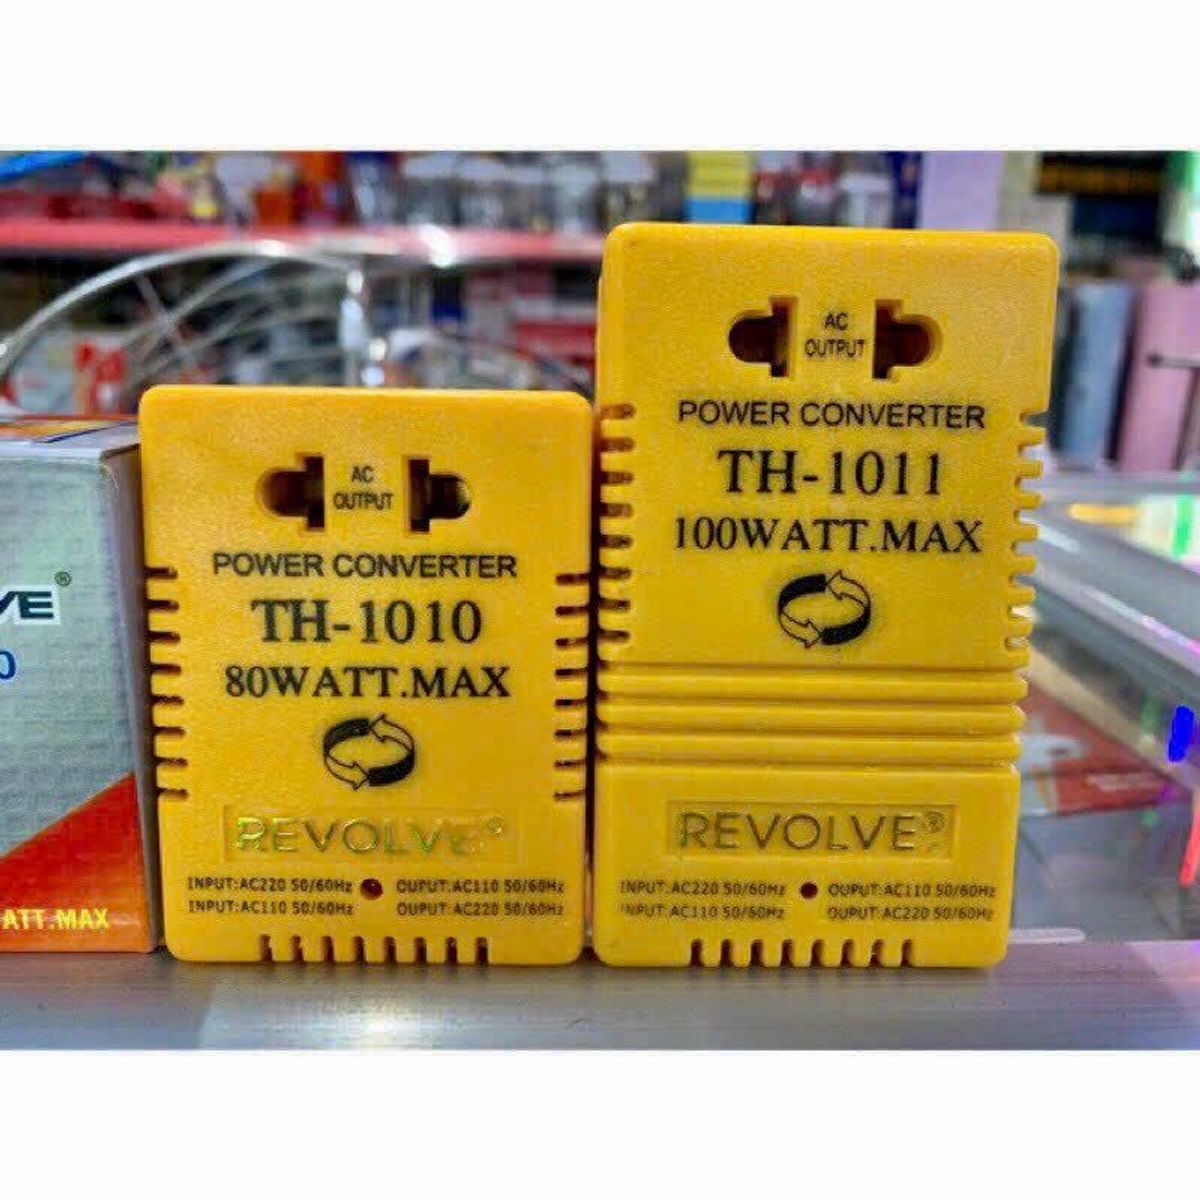 VE®
0
ATT.MAX
AC
OUTPUT
POWER CONVERTER
TH-1010
80WATT.MAX
REVOLVE®
INPUT:AC220 50/60Hz OUPUT:AC110 50/60Hz
INPUT:AC110 50/60Hz OUPUT:AC220 50/60Hz
AC
OUTPUT
POWER CONVERTER
TH-1011
100WATT.MAX
REVOLVE®
INPUT:AC220 50/60Hz OUPUT:AC110 50/60Hz
INPUT:AC110 50/60Hz OUPUT:AC220 50/60Hz